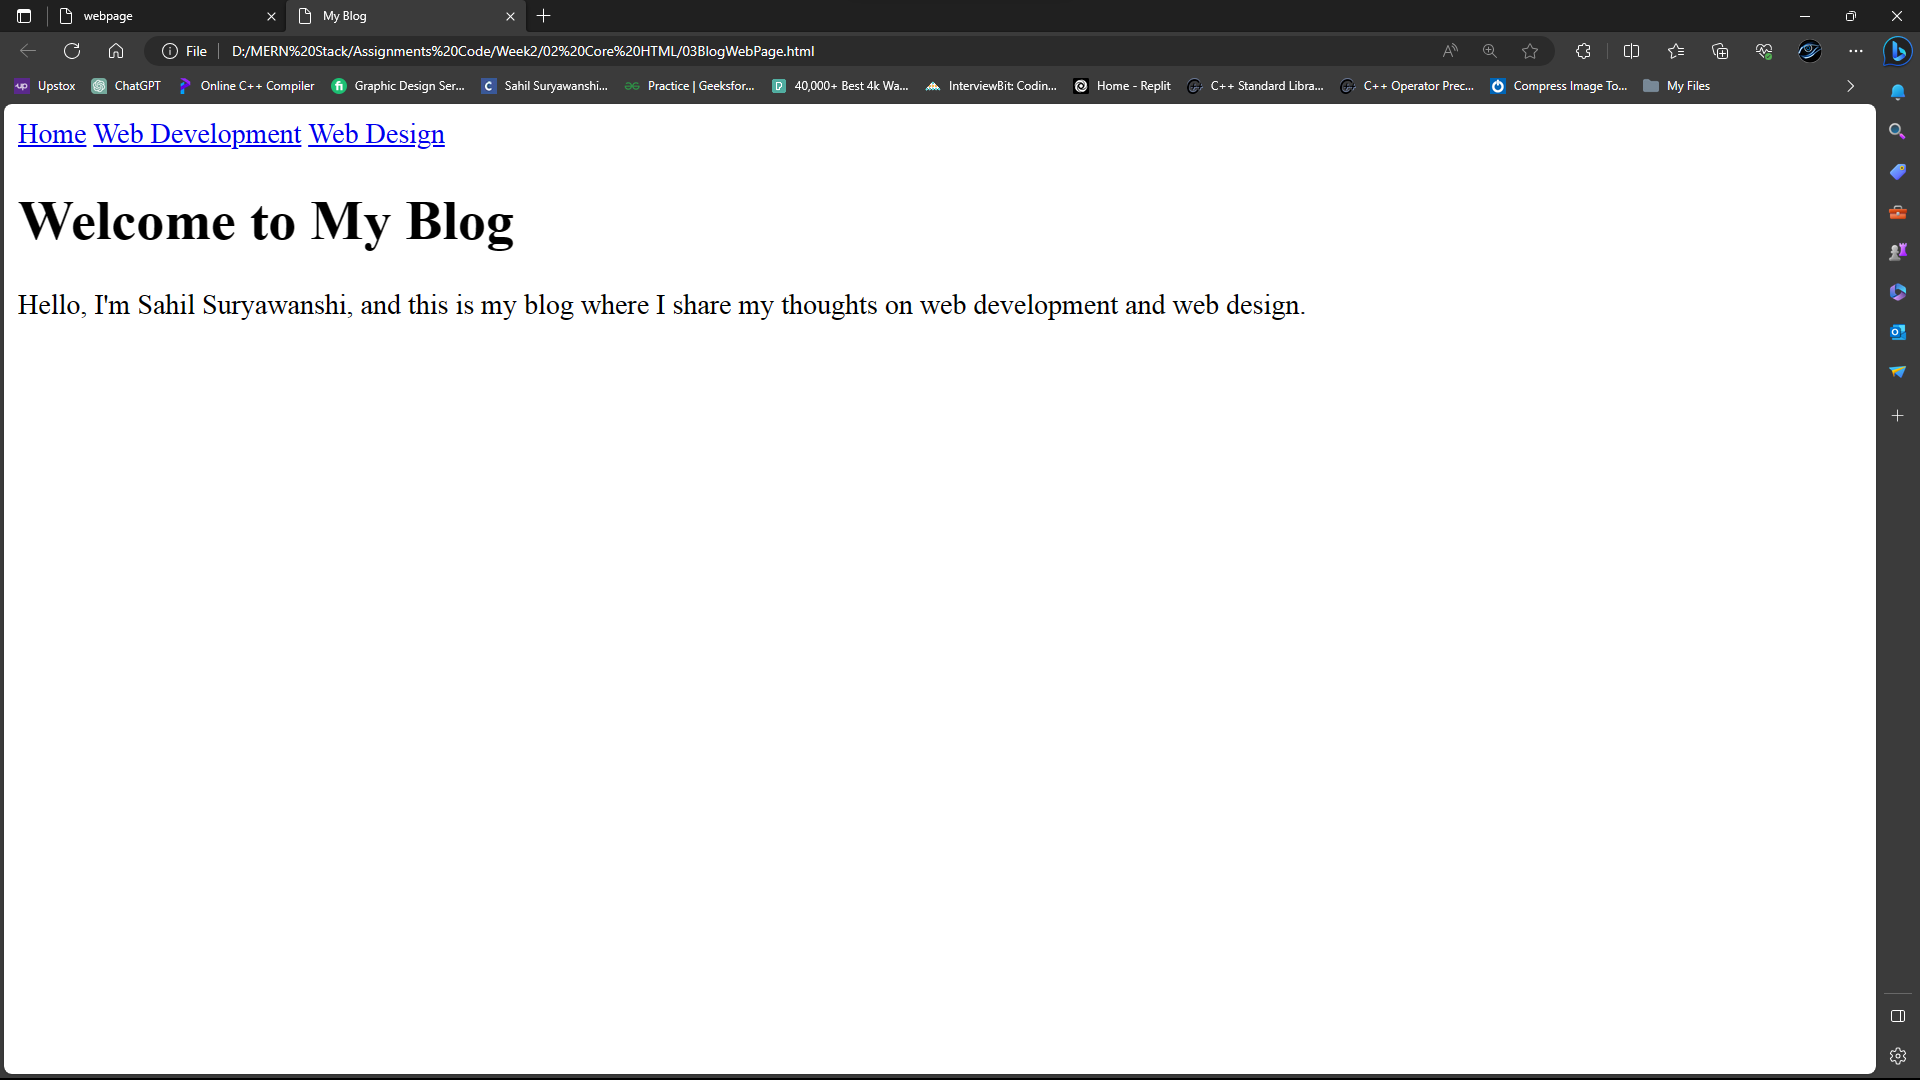 webpage
My Blog
File
D:/MERN%20Stack/Assignments%20Code/Week2/02%20Core%20HTML/03BlogWebPage.html
up Upstox ChatGPT Online C++ Compiler fi Graphic Design Ser... C Sahil Suryawanshi... Practice | Geeksfor... 40,000+ Best 4k Wa... InterviewBit: Codin... Home - Replit C++ Standard Libra... C++ Operator Prec... Compress Image To... My Files
Home Web Development Web Design
Welcome to My Blog
Hello, I'm Sahil Suryawanshi, and this is my blog where I share my thoughts on web development and web design.